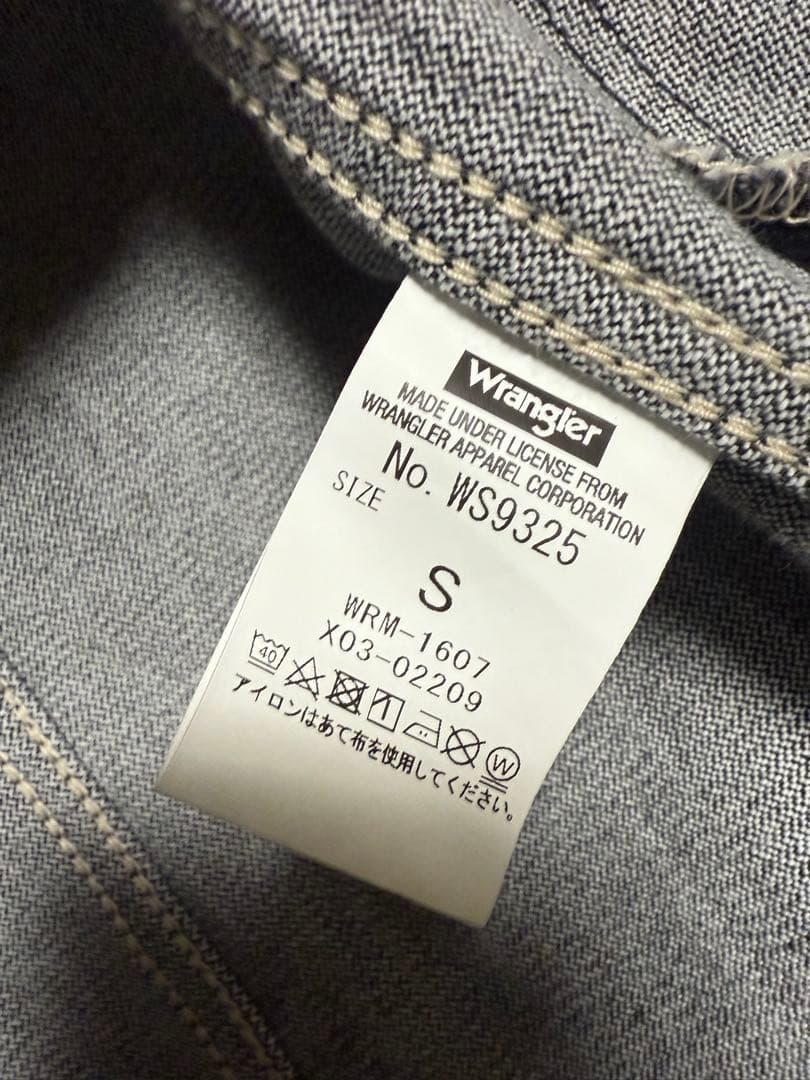 Wrangler
MADE UNDER LICENSE FROM
WRANGLER APPAREL CORPORATION
No. WS9325
SIZE
S
WRM-1607
X03-02209
40
W
アイロンはあて布を使用してください。